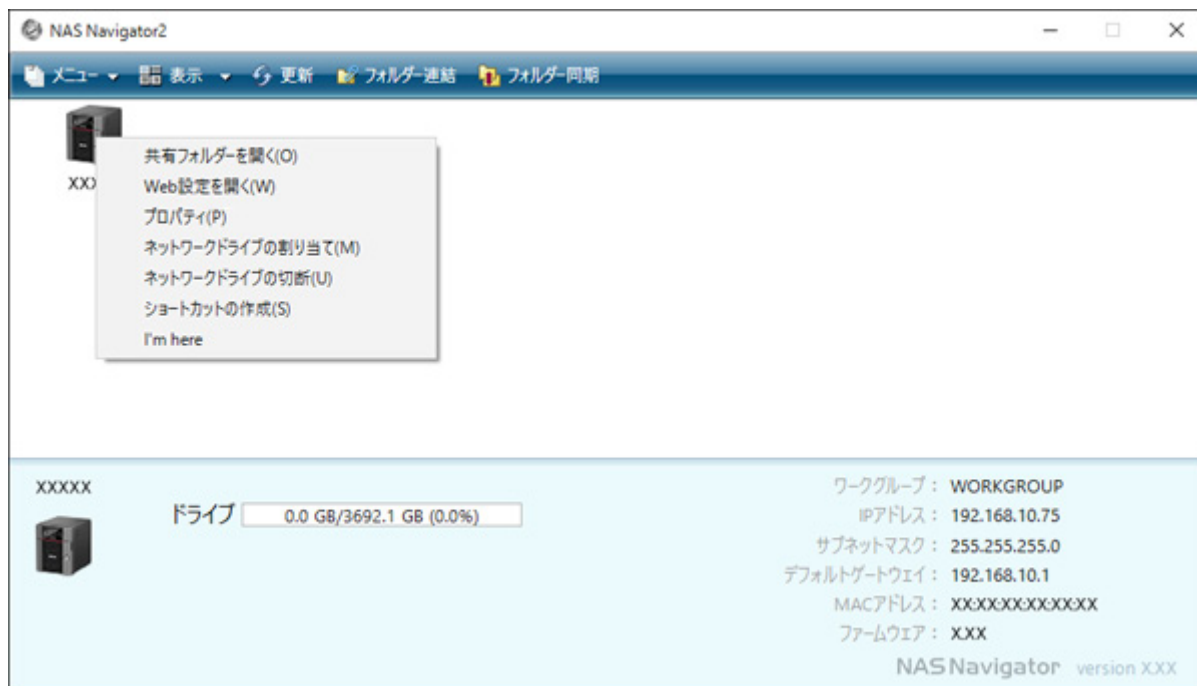 NAS Navigator2
メニュー 表示 更新 フォルダー連結 フォルダー同期
共有フォルダーを開く(O)
Web設定を開く(W)
プロパティ(P)
ネットワークドライブの割り当て(M)
ネットワークドライブの切断(U)
ショートカットの作成(S)
I'm here
XXX
XXXXX
ドライブ 0.0 GB/3692.1 GB (0.0%)
ワークグループ： WORKGROUP
IPアドレス： 192.168.10.75
サブネットマスク： 255.255.255.0
デフォルトゲートウェイ： 192.168.10.1
MACアドレス： XX:XX:XX:XX:XX:XX
ファームウェア： X.XX
NAS Navigator version X.XX